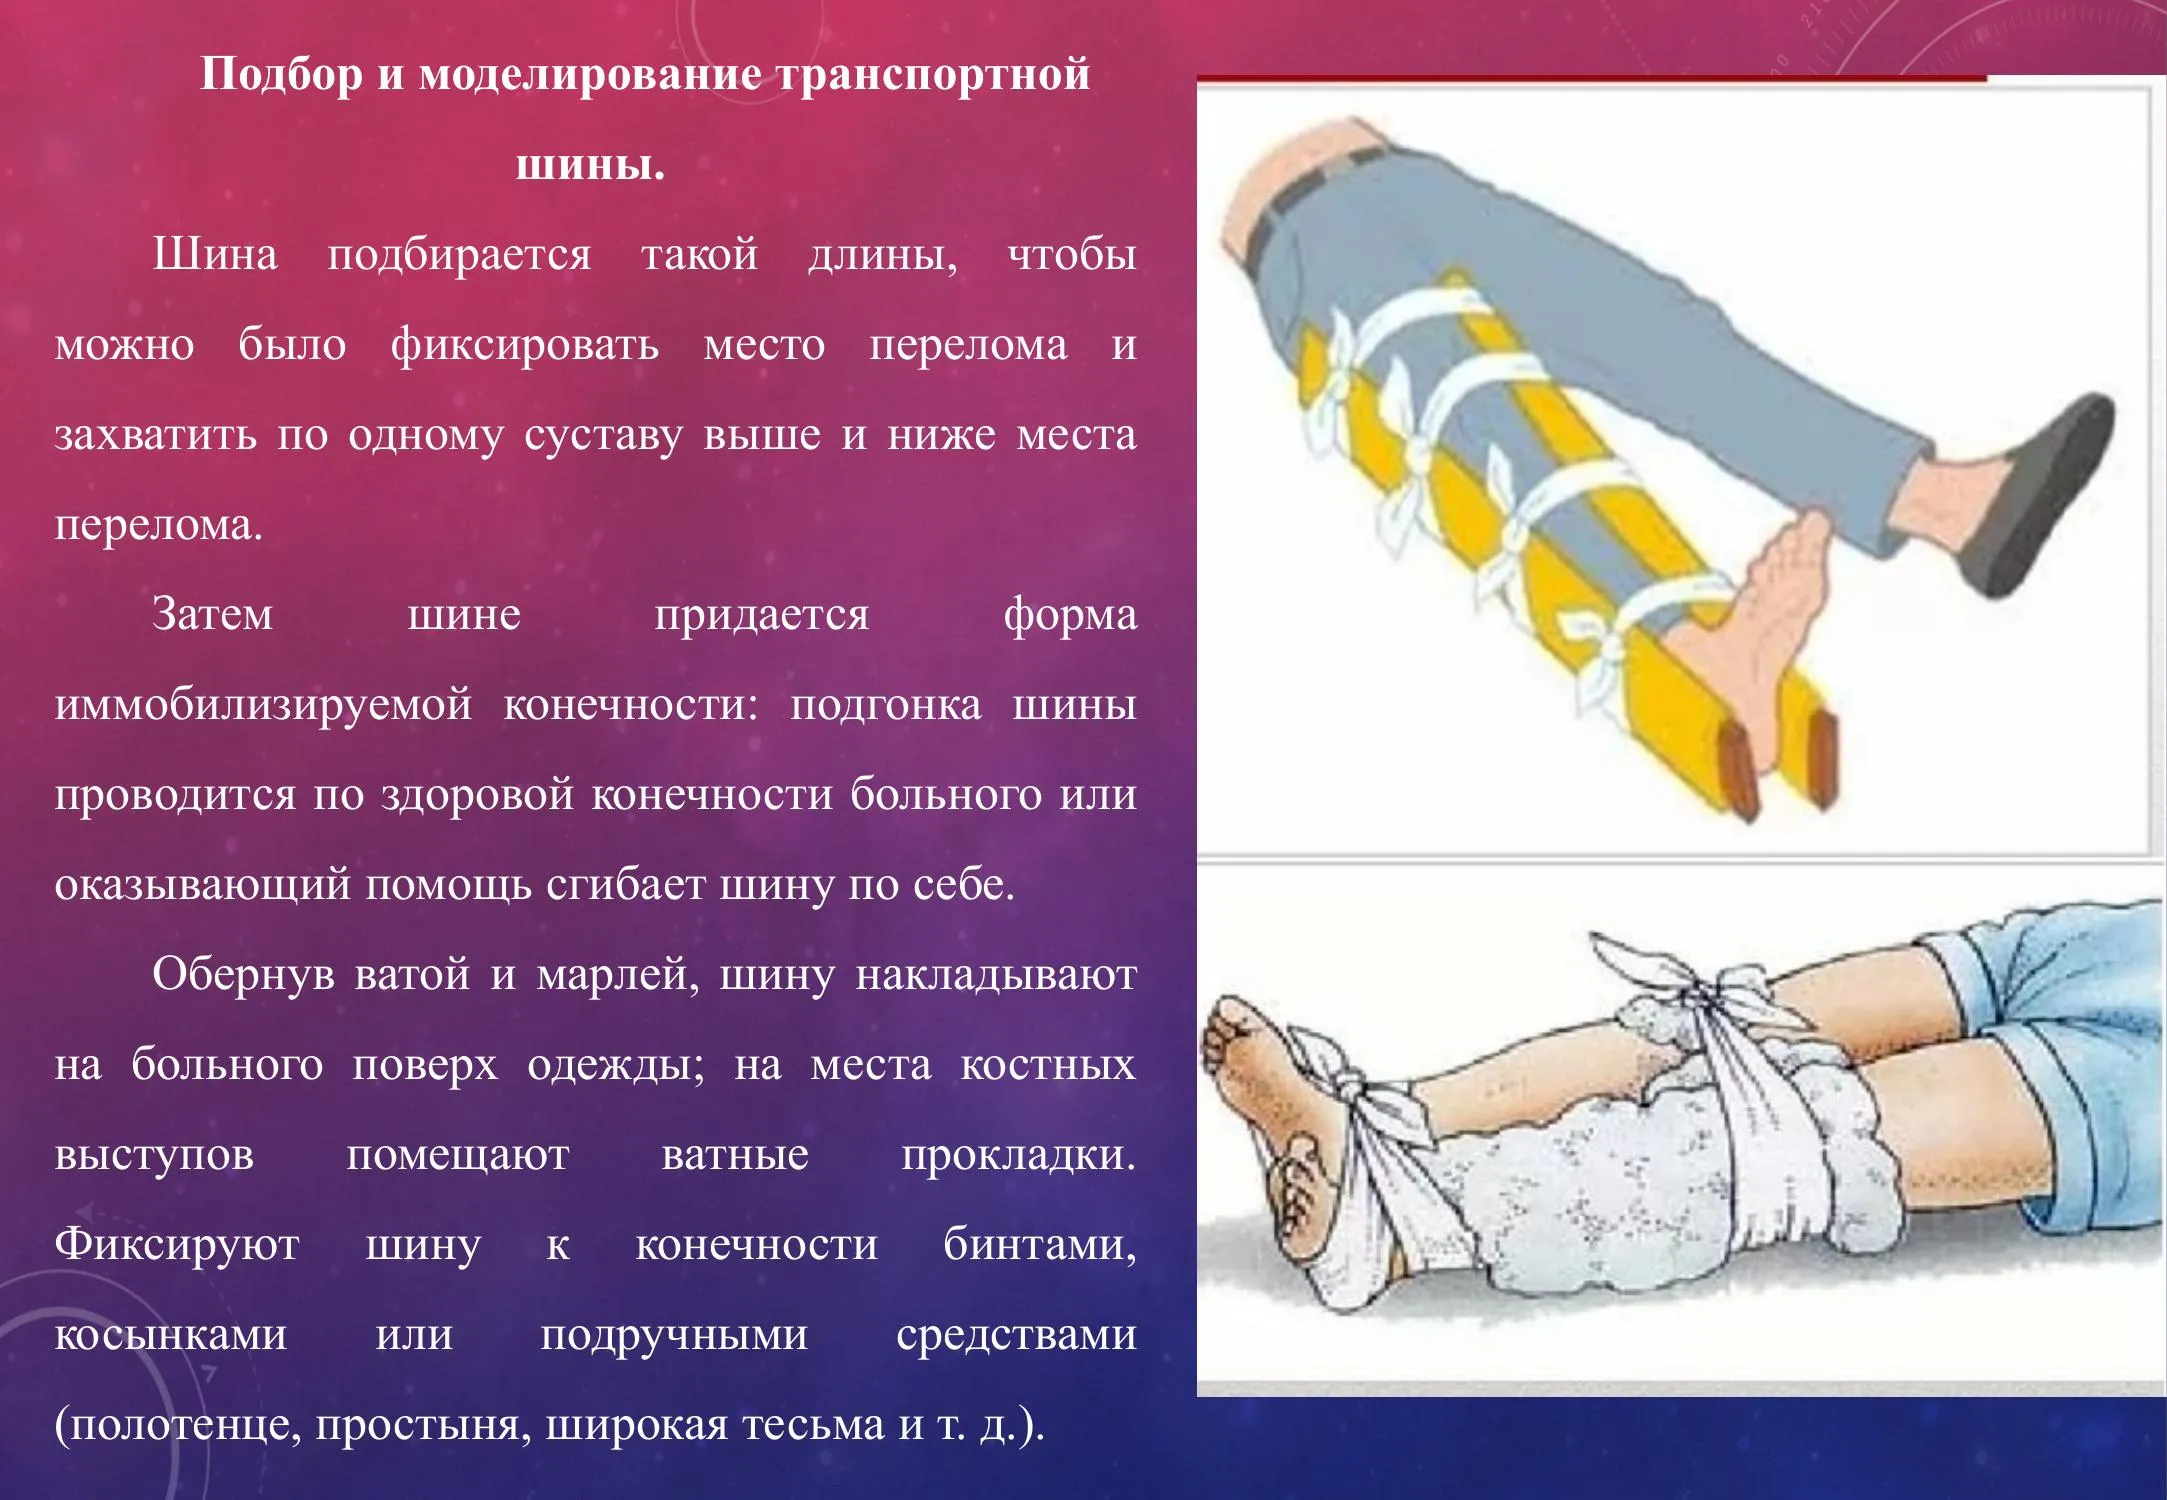 Подбор и моделирование транспортной
шины.
Шина подбирается такой длины, чтобы
можно было фиксировать место перелома и
захватить по одному суставу выше и ниже места
перелома.
Затем шине придается форма
иммобилизируемой конечности: подгонка шины
проводится по здоровой конечности больного или
оказывающий помощь сгибает шину по себе.
Обернув ватой и марлей, шину накладывают
на больного поверх одежды; на места костных
выступов помещают ватные прокладки.
Фиксируют шину к конечности бинтами,
косынками или подручными средствами
(полотенце, простыня, широкая тесьма и т. д.).